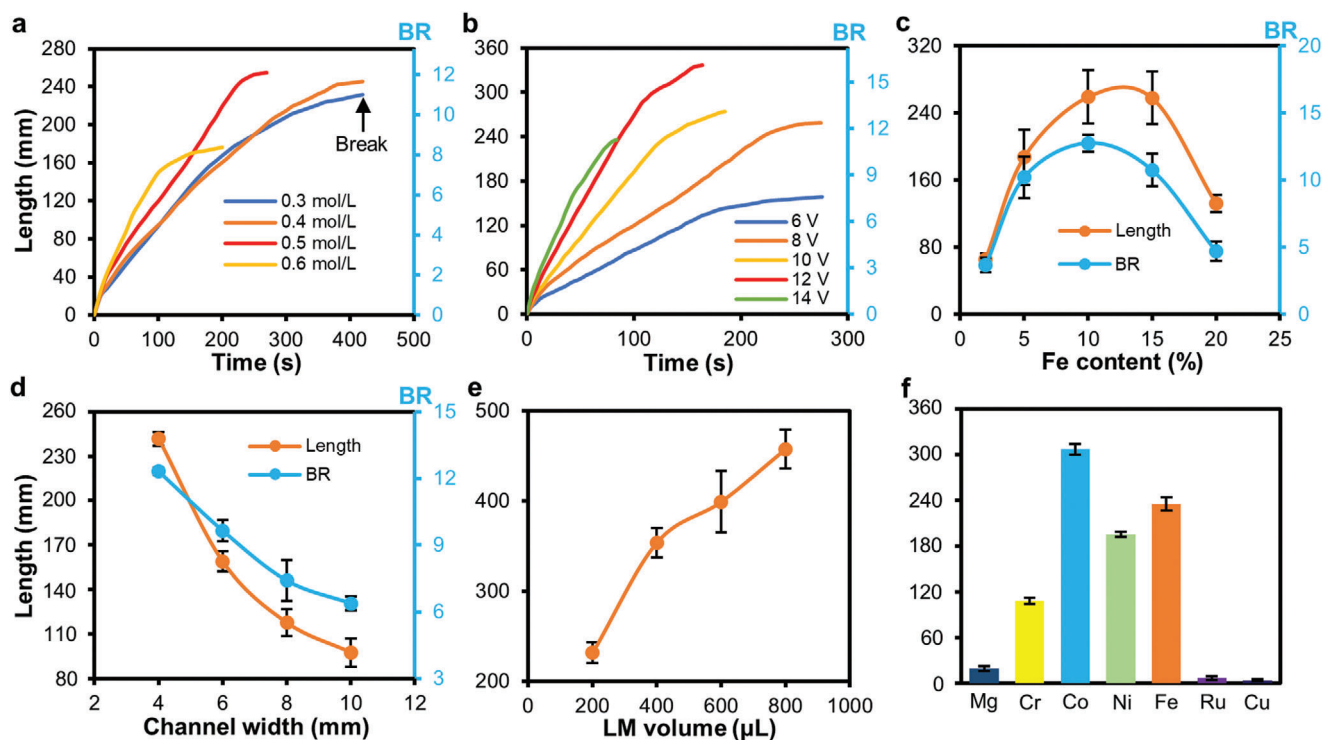 a
BR
Length (mm)
280
240
200
160
120
80
40
0
12
10
8
6
4
2
0
Break
0.3 mol/L
0.4 mol/L
0.5 mol/L
0.6 mol/L
0 100 200 300 400 500
Time (s)
b
BR
360
300
240
180
120
60
0
15
12
9
6
3
0
6 V
8 V
10 V
12 V
14 V
0 100 200 300
Time (s)
c
BR
320
240
160
80
0
20
15
10
5
0
Length
BR
0 5 10 15 20 25
Fe content (%)
d
BR
Length (mm)
260
230
200
170
140
110
80
15
12
9
6
3
Length
BR
2 4 6 8 10 12
Channel width (mm)
e
500
400
300
200
0 200 400 600 800 1000
LM volume (µL)
f
360
300
240
180
120
60
0
Mg Cr Co Ni Fe Ru Cu